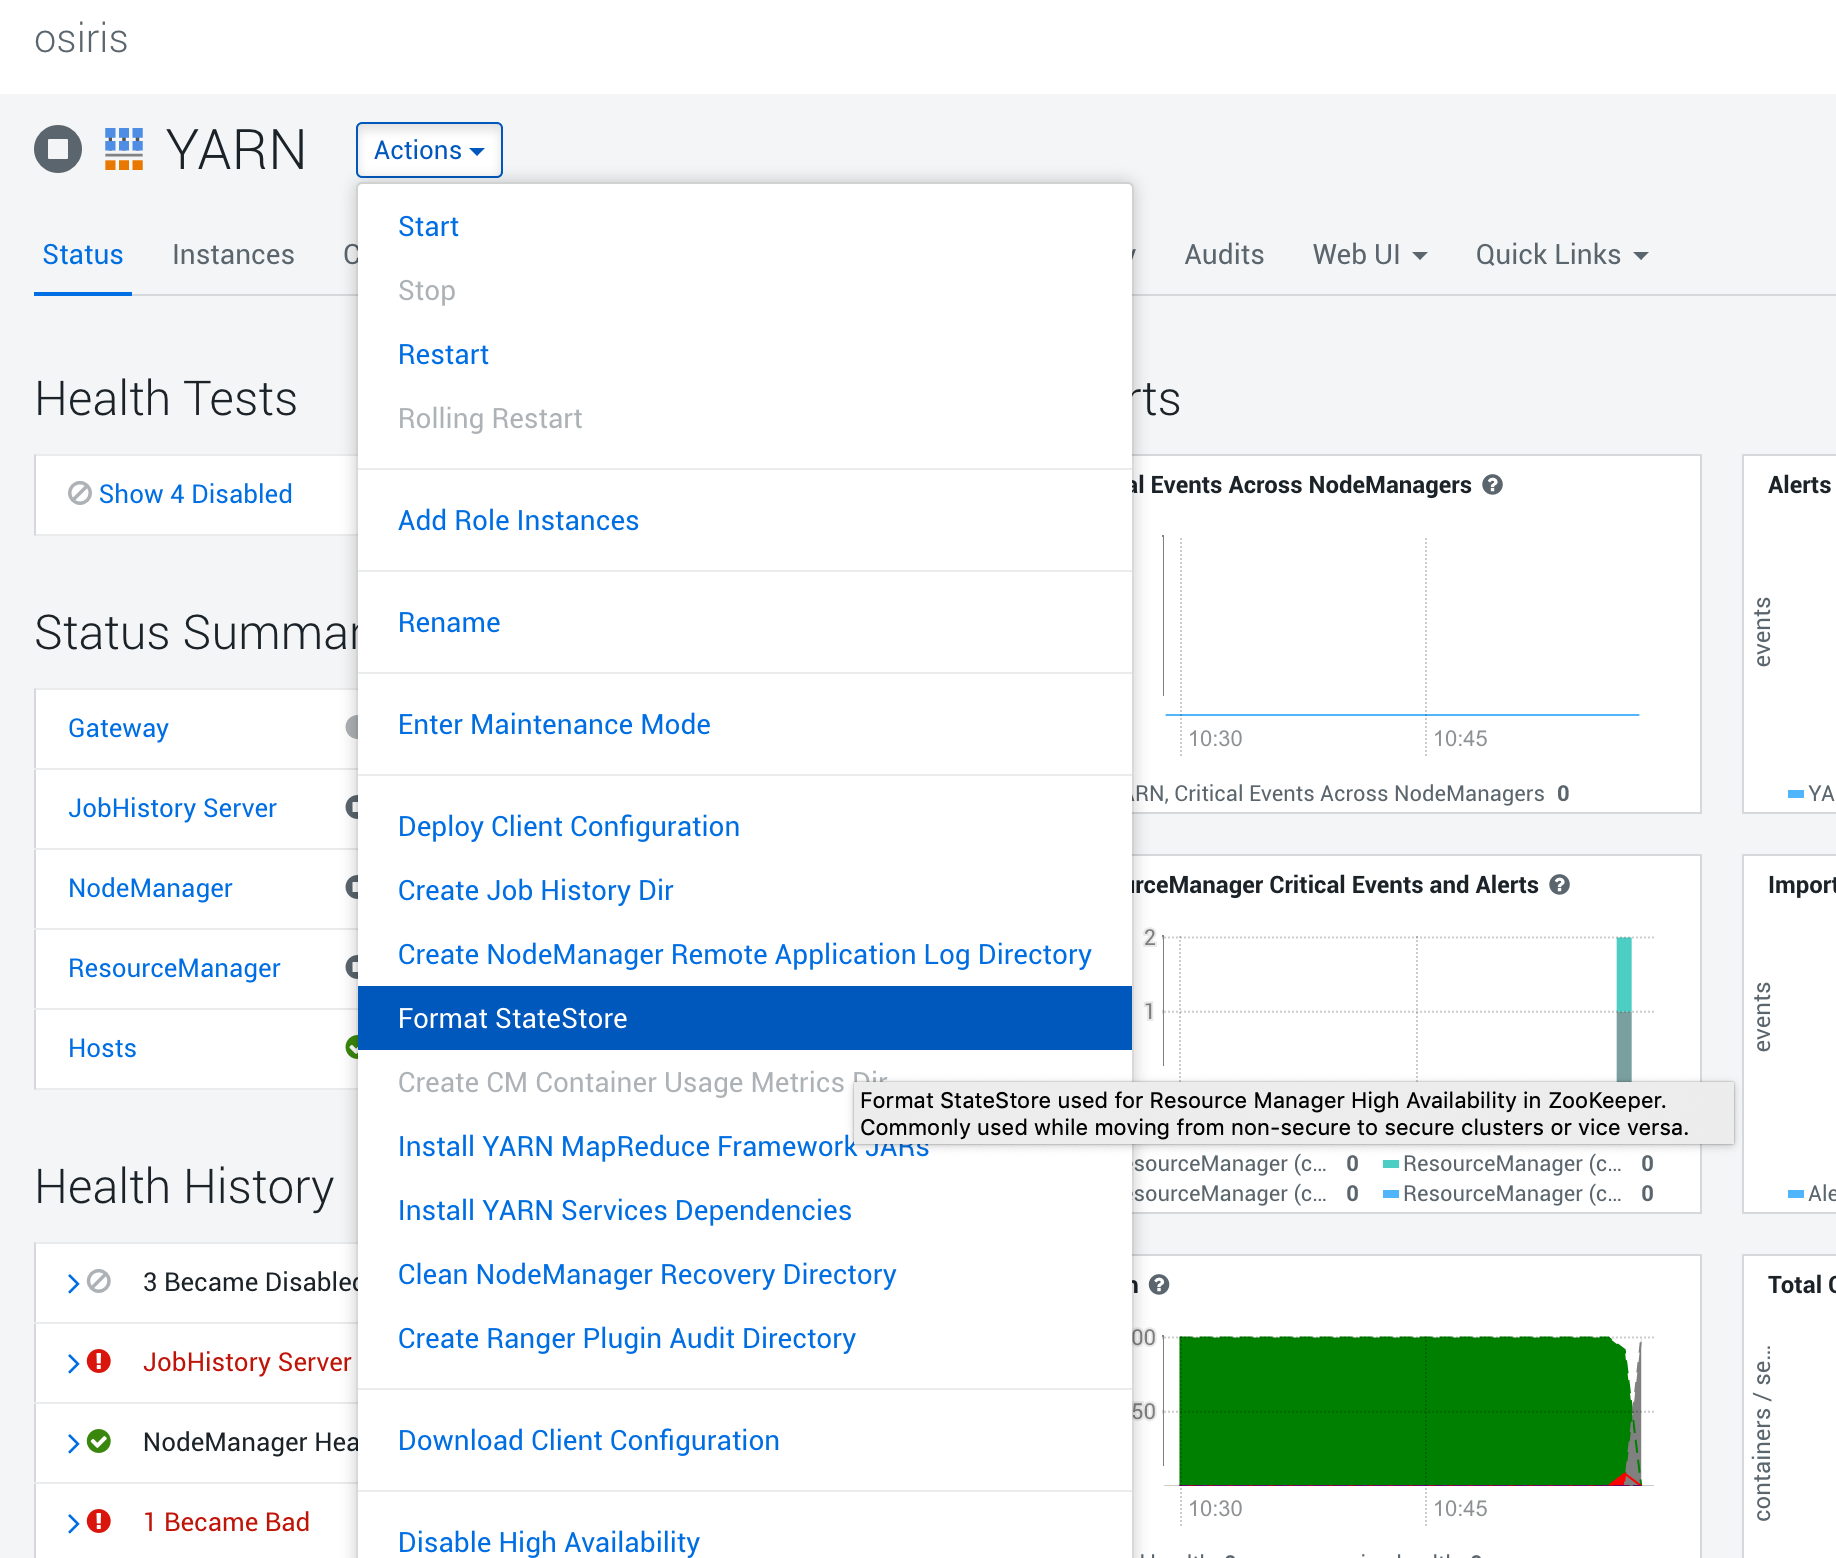 osiris
YARN
Actions
Start
Stop
Restart
Rolling Restart
Add Role Instances
Rename
Enter Maintenance Mode
Deploy Client Configuration
Create Job History Dir
Create NodeManager Remote Application Log Directory
Format StateStore
Create CM Container Usage Metrics Dir
Install YARN MapReduce Framework JARs
Install YARN Services Dependencies
Clean NodeManager Recovery Directory
Create Ranger Plugin Audit Directory
Download Client Configuration
Disable High Availability
Format StateStore used for Resource Manager High Availability in ZooKeeper.
Commonly used while moving from non-secure to secure clusters or vice versa.
Status Instances Audits Web UI Quick Links
Health Tests
Show 4 Disabled
Status Summar
Gateway
JobHistory Server
NodeManager
ResourceManager
Hosts
Health History
3 Became Disabled
JobHistory Server
NodeManager Hea
1 Became Bad
rts
al Events Across NodeManagers
10:30 10:45
ARN, Critical Events Across NodeManagers 0
Alerts
events
YA
urceManager Critical Events and Alerts
2
1
esourceManager (c... 0 ResourceManager (c... 0
esourceManager (c... 0 ResourceManager (c... 0
Import
events
Ale
00
50
10:30 10:45
Total C
containers / se...